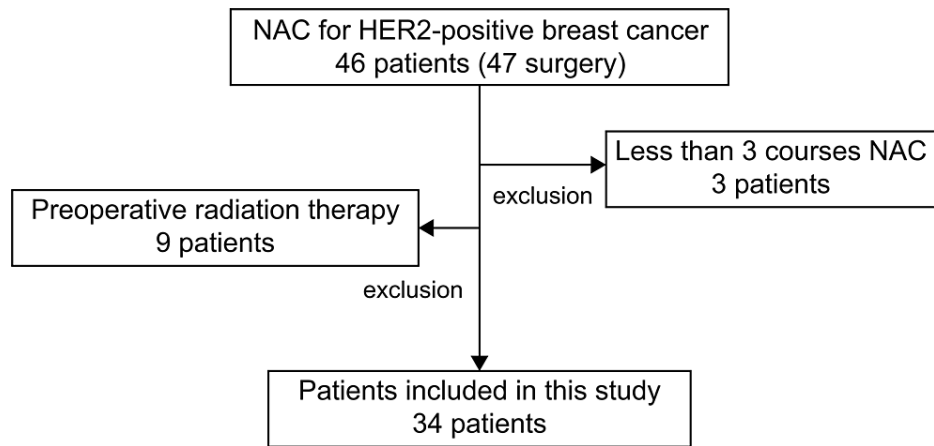 NAC for HER2-positive breast cancer
46 patients (47 surgery)
Less than 3 courses NAC
3 patients
exclusion
Preoperative radiation therapy
9 patients
exclusion
Patients included in this study
34 patients